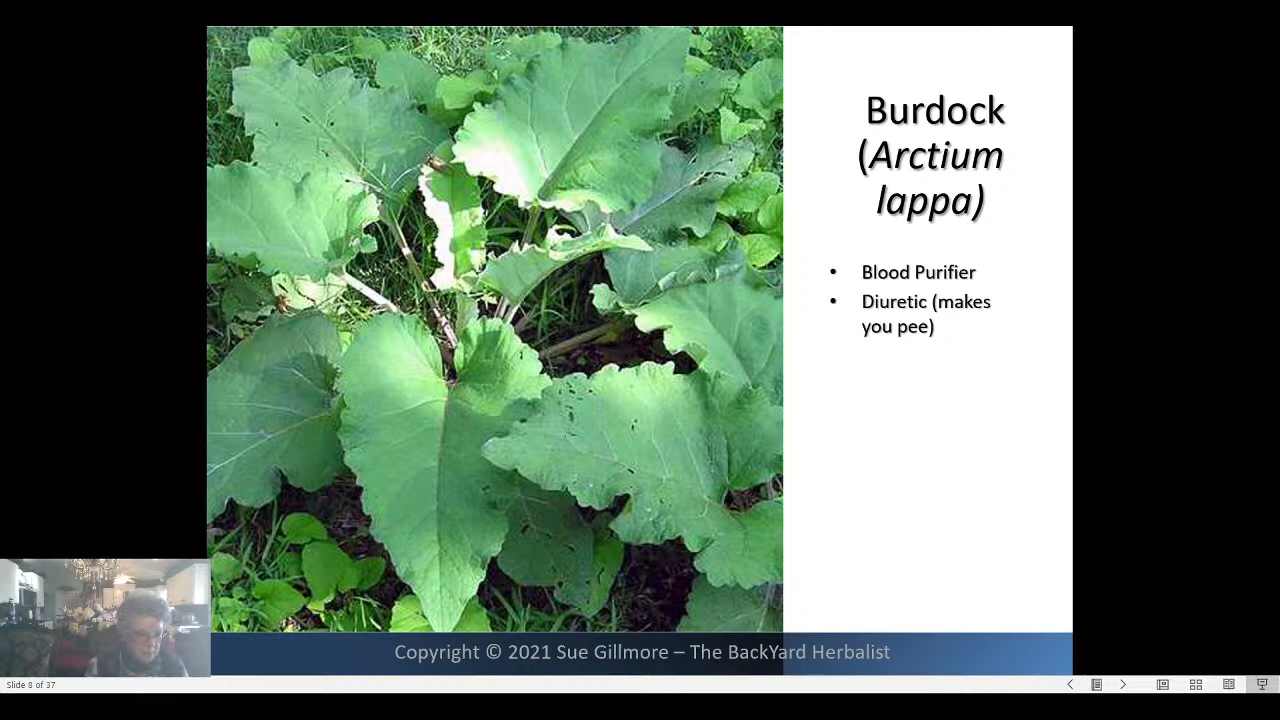 Burdock
(Arctium
lappa)
• Blood Purifier
• Diuretic (makes
you pee)
Copyright © 2021 Sue Gillmore – The BackYard Herbalist
Slide 8 of 37